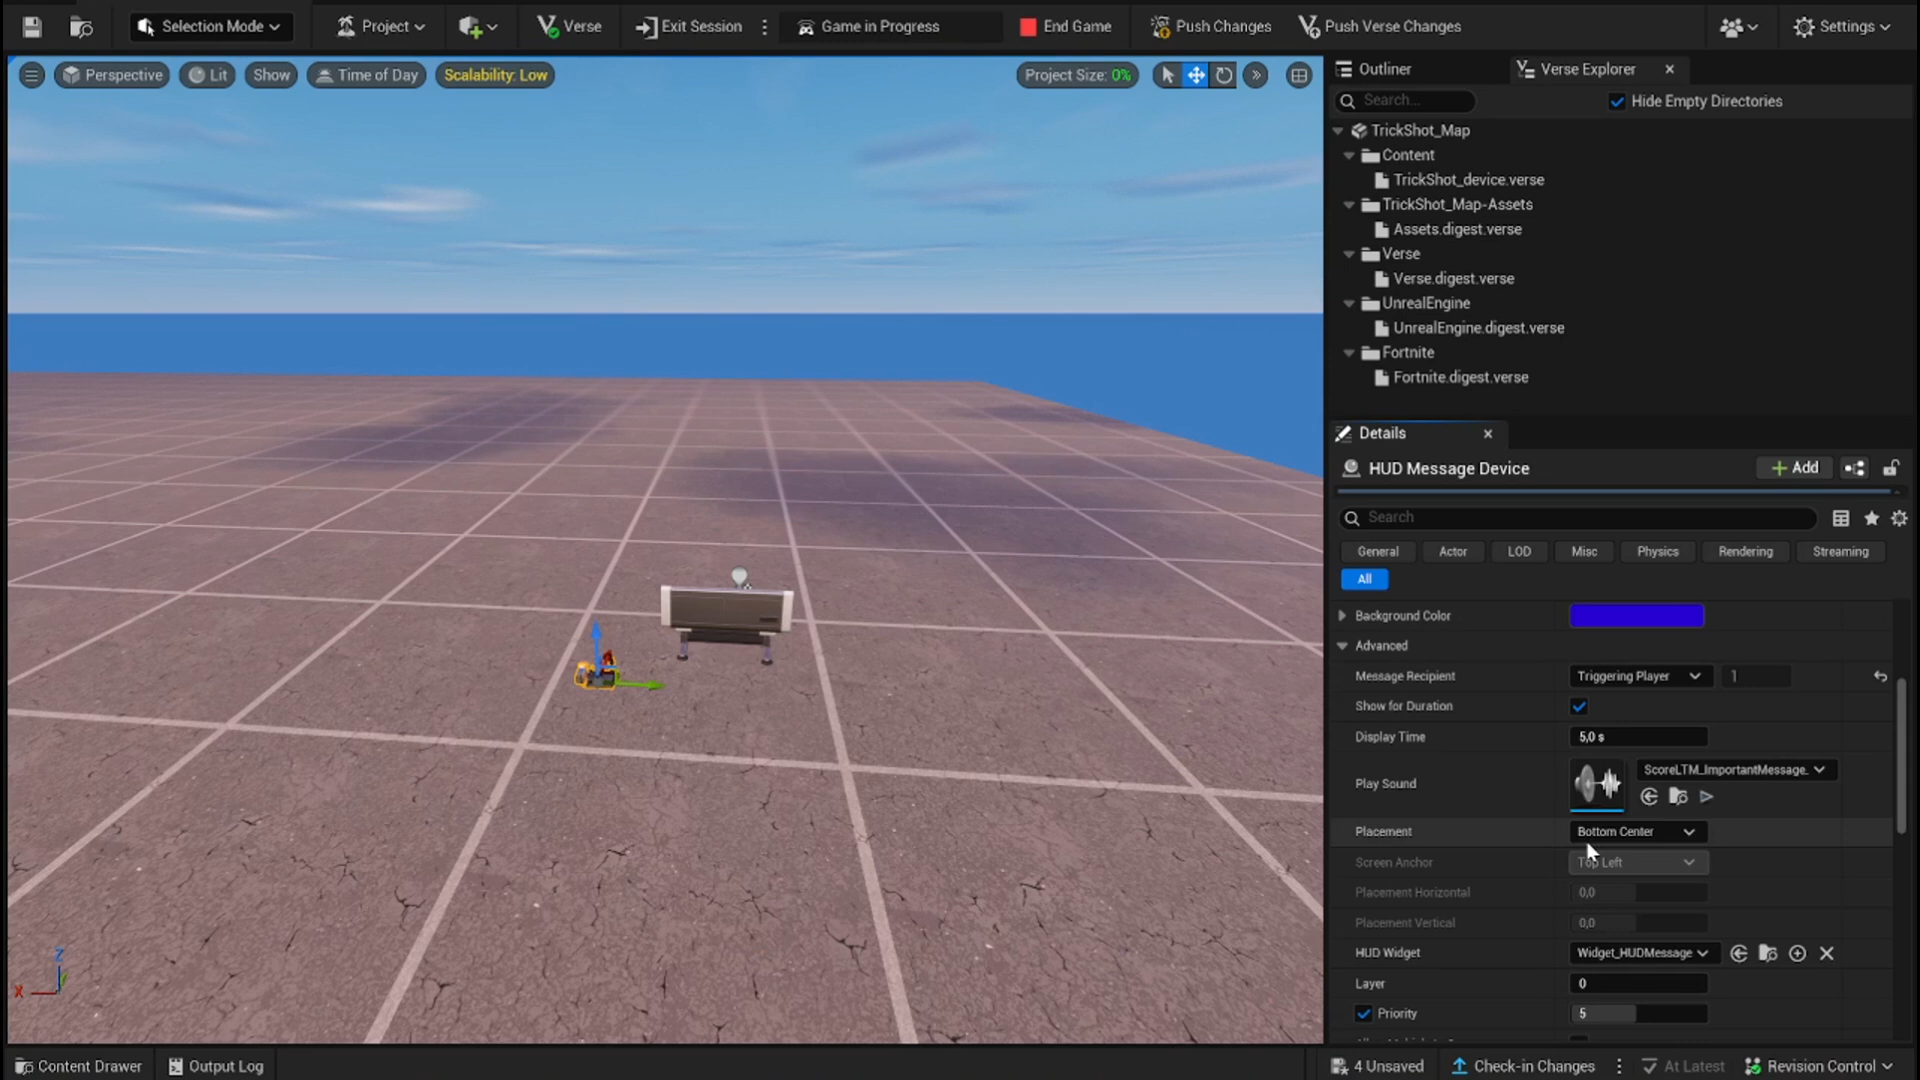 Selection Mode
Project
Verse
Exit Session
Game in Progress
End Game
Push Changes
Push Verse Changes
Settings
Perspective
Lit
Show
Time of Day
Scalability: Low
Project Size: 0%
Outliner
Verse Explorer
Search...
Hide Empty Directories
TrickShot_Map
Content
TrickShot_device.verse
TrickShot_Map-Assets
Assets.digest.verse
Verse
Verse.digest.verse
UnrealEngine
UnrealEngine.digest.verse
Fortnite
Fortnite.digest.verse
Details
HUD Message Device
Add
Search
General
Actor
LOD
Misc
Physics
Rendering
Streaming
All
Background Color
Advanced
Message Recipient
Triggering Player
1
Show for Duration
Display Time
5,0 s
Play Sound
ScoreLTM_ImportantMessage_
Placement
Bottom Center
Screen Anchor
Top Left
Placement Horizontal
0,0
Placement Vertical
0,0
HUD Widget
Widget_HUDMessage
Layer
0
Priority
5
Z
X
Content Drawer
Output Log
4 Unsaved
Check-in Changes
At Latest
Revision Control